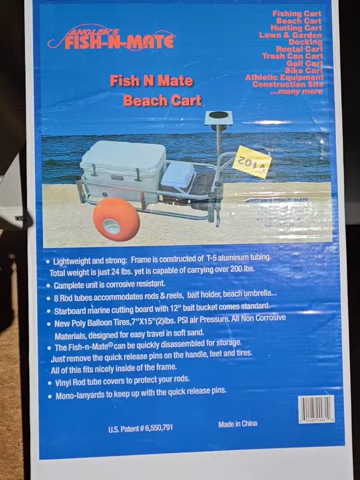 ANGLER'S
FISH-N-MATE
Fishing Cart
Beach Cart
Hunting Cart
Lawn & Garden
Docking
Rental Cart
Trash Can Cart
Golf Cart
Bike Cart
Athletic Equipment
Construction Site
...many more
Fish N Mate
Beach Cart
ANGLER'S FISH-N-MATE
• Lightweight and strong: Frame is constructed of T-5 aluminum tubing.
Total weight is just 24 lbs. yet is capable of carrying over 200 lbs.
• Complete unit is corrosive resistant.
• 8 Rod tubes accommodates rods & reels, bait holder, beach umbrella...
• Starboard marine cutting board with 12" bait bucket comes standard.
• New Poly Balloon Tires,7"X15"(2)lbs. PSI air Pressure. All Non Corrosive
Materials, designed for easy travel in soft sand.
• The Fish-n-Mate® can be quickly disassembled for storage.
Just remove the quick release pins on the handle, feet and tires.
All of this fits nicely inside of the frame.
• Vinyl Rod tube covers to protect your rods.
• Mono-lanyards to keep up with the quick release pins.
U.S. Patent # 6,550,791
Made in China